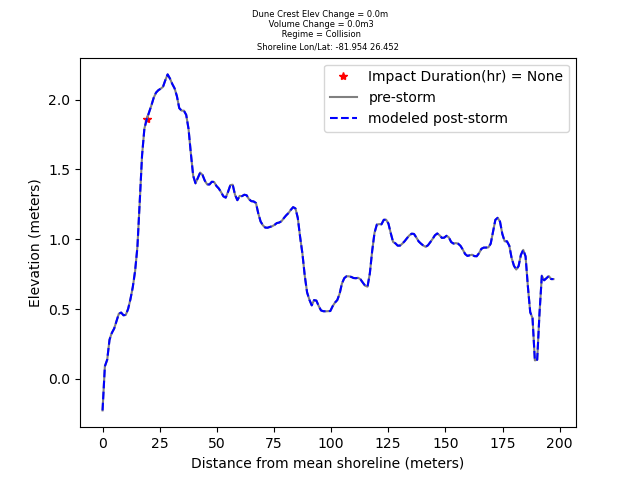 Dune Crest Elev Change = 0.0m
Volume Change = 0.0m3
Regime = Collision
Shoreline Lon/Lat: -81.954 26.452
Impact Duration(hr) = None
pre-storm
modeled post-storm
Elevation (meters)
2.0
1.5
1.0
0.5
0.0
0 25 50 75 100 125 150 175 200
Distance from mean shoreline (meters)